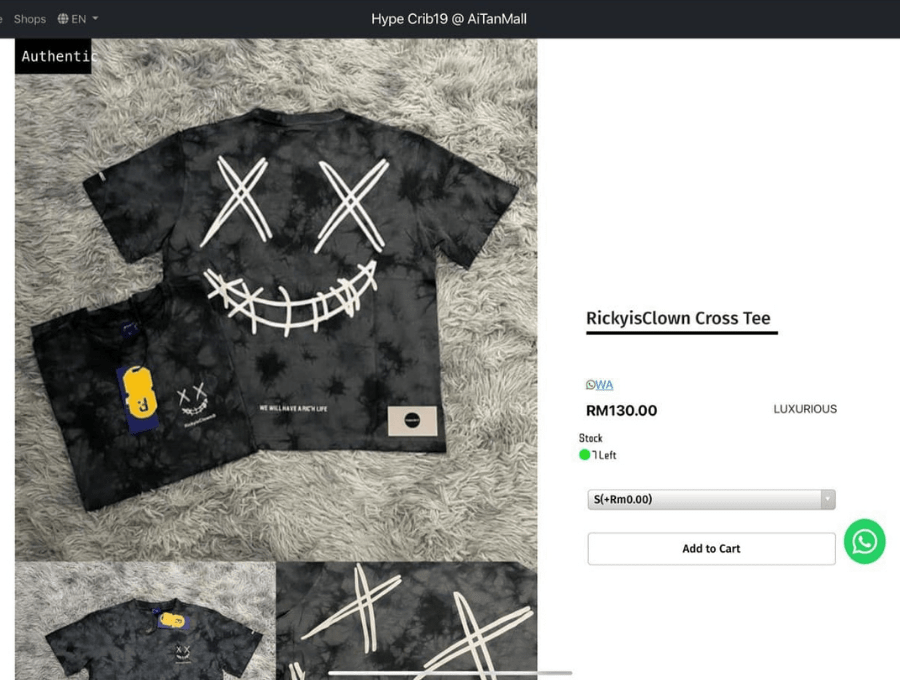 Shops
EN
Hype Crib19 @ AiTanMall
Authentic
WE WILL HAVE A RICH LIFE
RickyisClown
RickyisClown Cross Tee
WA
RM130.00
LUXURIOUS
Stock
7 Left
S(+Rm0.00)
Add to Cart